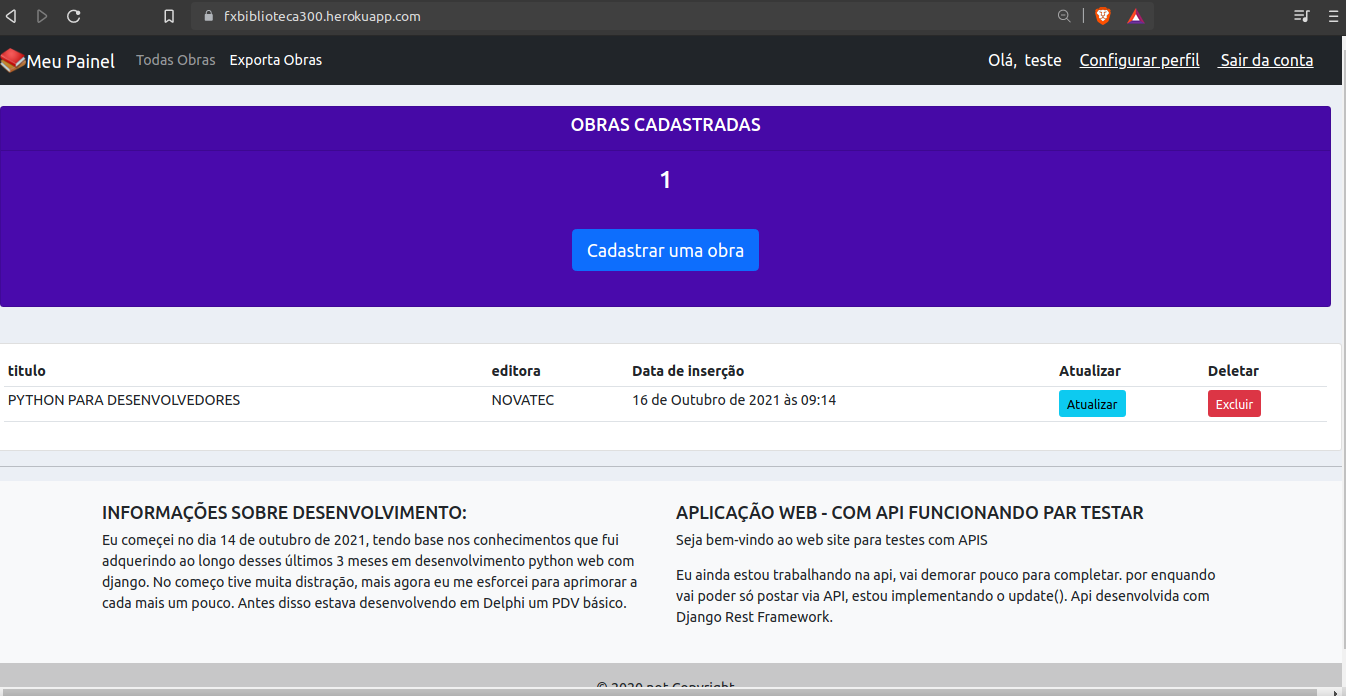 fxbiblioteca300.herokuapp.com
Meu Painel Todas Obras Exporta Obras Olá, teste Configurar perfil Sair da conta
OBRAS CADASTRADAS
1
Cadastrar uma obra
titulo editora Data de inserção Atualizar Deletar
PYTHON PARA DESENVOLVEDORES NOVATEC 16 de Outubro de 2021 às 09:14 Atualizar Excluir
INFORMAÇÕES SOBRE DESENVOLVIMENTO:
Eu começei no dia 14 de outubro de 2021, tendo base nos conhecimentos que fui
adquerindo ao longo desses últimos 3 meses em desenvolvimento python web com
django. No começo tive muita distração, mais agora eu me esforcei para aprimorar a
cada mais um pouco. Antes disso estava desenvolvendo em Delphi um PDV básico.
APLICAÇÃO WEB - COM API FUNCIONANDO PAR TESTAR
Seja bem-vindo ao web site para testes com APIS
Eu ainda estou trabalhando na api, vai demorar pouco para completar. por enquando
vai poder só postar via API, estou implementando o update(). Api desenvolvida com
Django Rest Framework.
© 2020 not Copyright